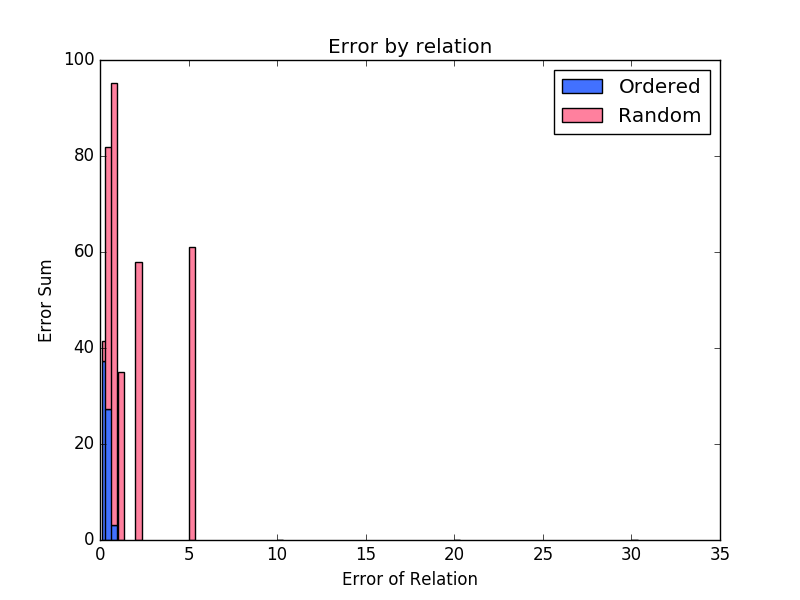 Error by relation
Ordered
Random
100
80
60
40
20
0
Error Sum
0 5 10 15 20 25 30 35
Error of Relation